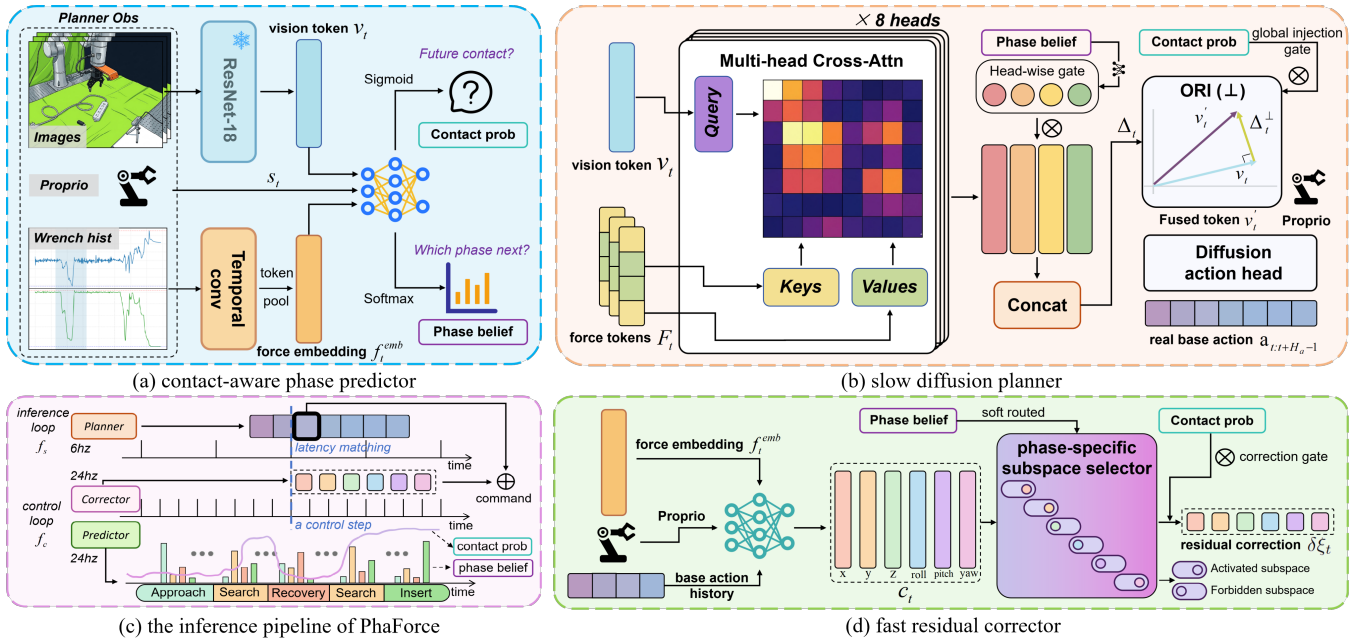 Planner Obs
Images
Proprio
Wrench hist
ResNet-18
vision token v_t
s_t
Temporal conv
token
pool
force embedding f_t^{emb}
Sigmoid
Softmax
Future contact?
Contact prob
Which phase next?
Phase belief
(a) contact-aware phase predictor
× 8 heads
vision token v_t
force tokens F_t
Multi-head Cross-Attn
Query
Keys
Values
Phase belief
Head-wise gate
Concat
Δ_t
Contact prob
global injection
gate
ORI (⊥)
v_t'
Δ_t^⊥
v_t
Fused token v_t'
Proprio
Diffusion
action head
real base action a_{t:t+H_a−1}
(b) slow diffusion planner
inference
loop
f_s
Planner
6hz
latency matching
time
24hz
Corrector
command
control
loop
f_c
time
a control step
Predictor
24hz
contact prob
phase belief
Approach
Search
Recovery
Search
Insert
time
(c) the inference pipeline of PhaForce
force embedding f_t^{emb}
Proprio
base action
history
x
y
z
roll
pitch
yaw
c_t
Phase belief
soft routed
phase-specific
subspace selector
Contact prob
correction gate
residual correction δξ_t
Activated subspace
Forbidden subspace
(d) fast residual corrector